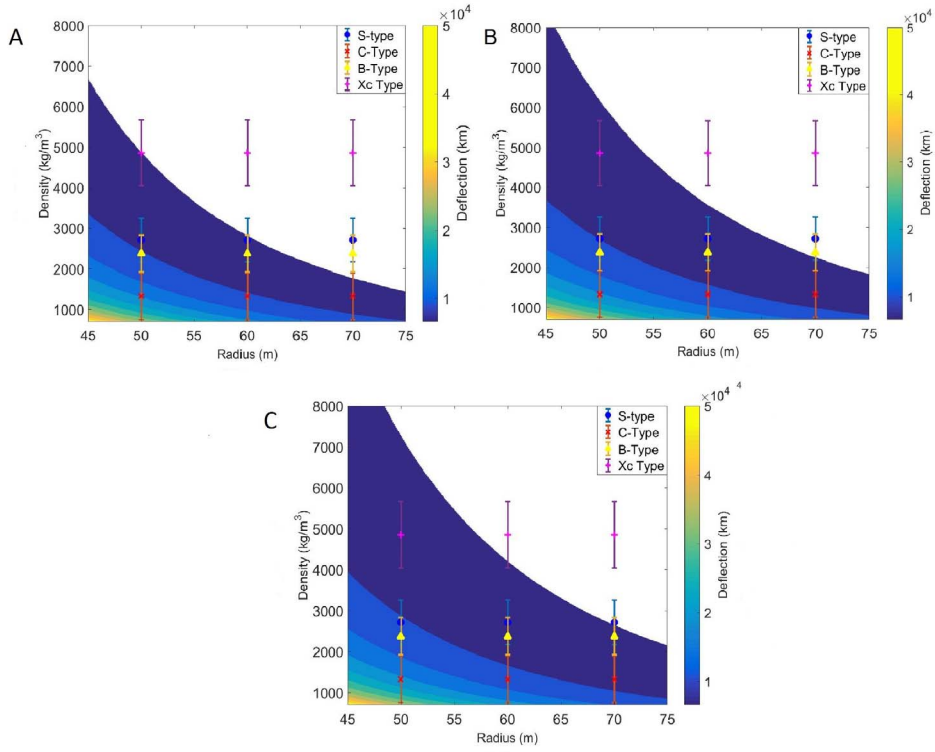 A
8000
7000
6000
5000
4000
3000
2000
1000
Density (kg/m³)
45 50 55 60 65 70 75
Radius (m)
S-type
C-Type
B-Type
Xc Type
×10⁴
5
4
3
2
1
Deflection (km)
B
8000
7000
6000
5000
4000
3000
2000
1000
Density (kg/m³)
45 50 55 60 65 70 75
Radius (m)
S-type
C-Type
B-Type
Xc Type
×10⁴
5
4
3
2
1
Deflection (km)
C
8000
7000
6000
5000
4000
3000
2000
1000
Density (kg/m³)
45 50 55 60 65 70 75
Radius (m)
S-type
C-Type
B-Type
Xc Type
×10⁴
5
4
3
2
1
Deflection (km)